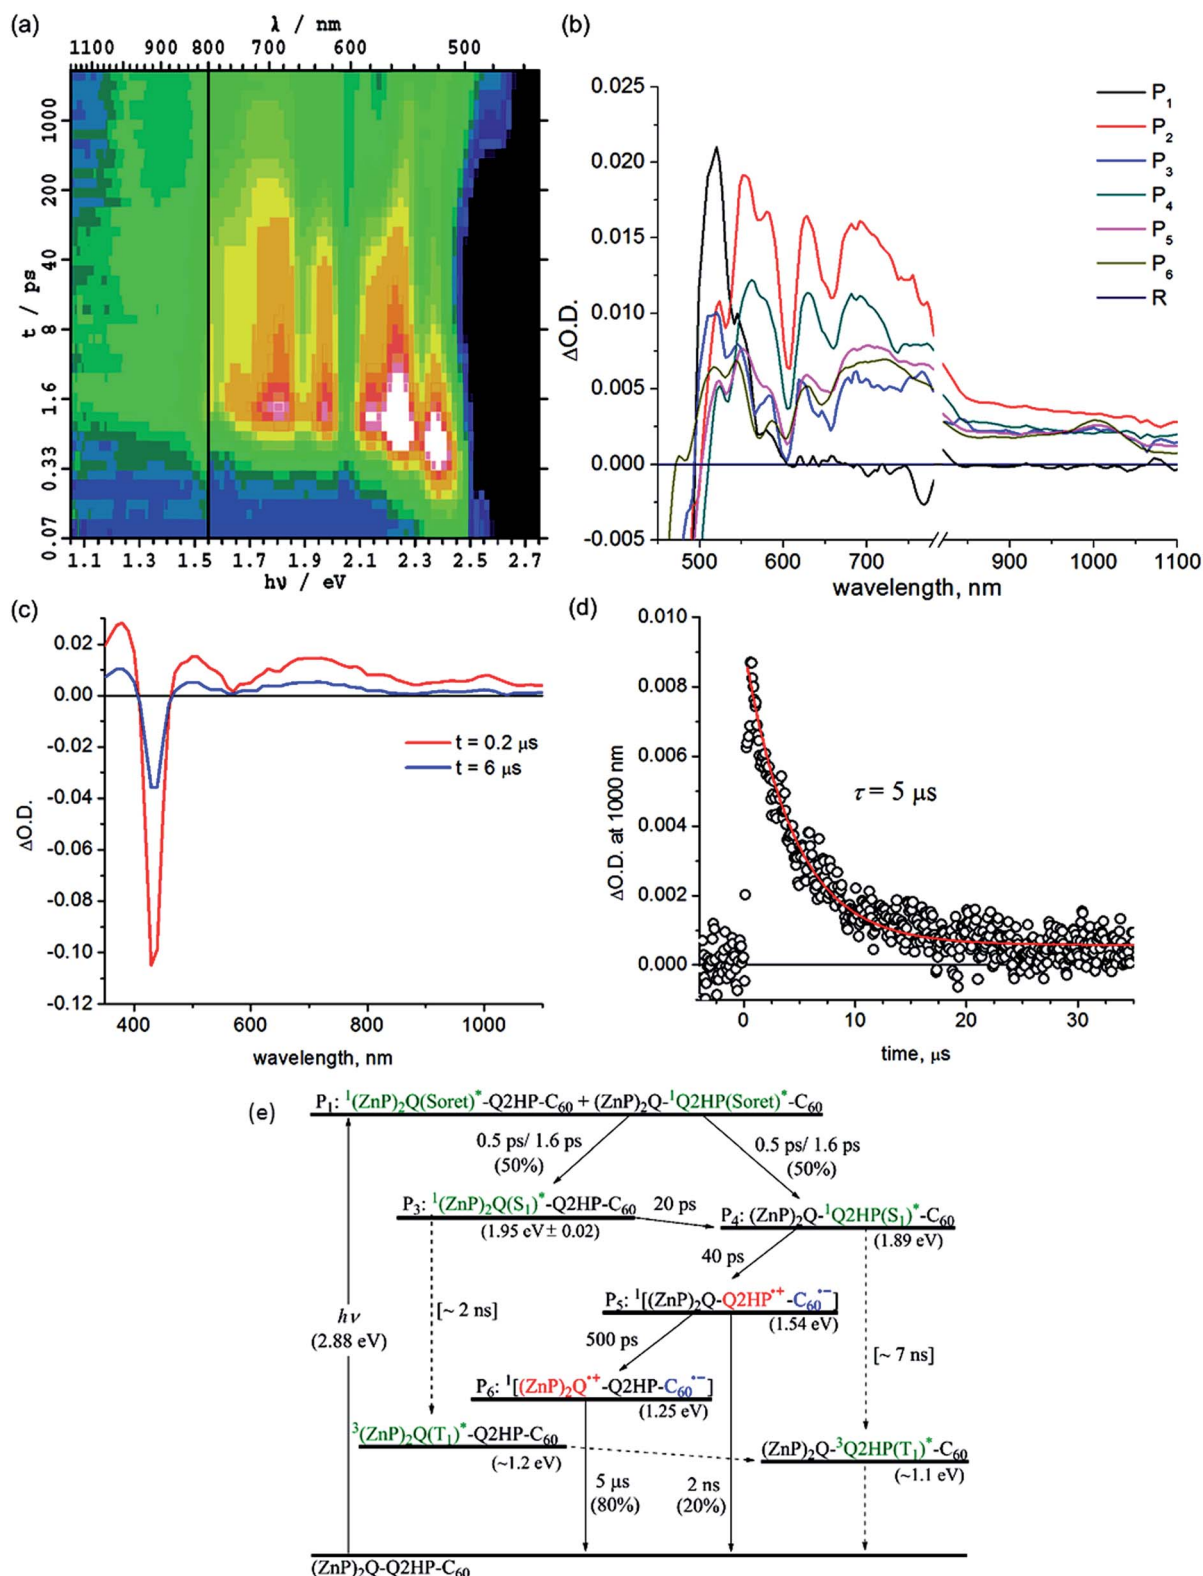 (a)
λ / nm
1100 900 800 700 600 500
t / ps
1000
200
40
8
1.6
0.33
0.07
1.1 1.3 1.5 1.7 1.9 2.1 2.3 2.5 2.7
hν / eV
(b)
ΔO.D.
0.025
0.020
0.015
0.010
0.005
0.000
-0.005
P₁
P₂
P₃
P₄
P₅
P₆
R
500 600 700 900 1000 1100
wavelength, nm
(c)
ΔO.D.
0.02
0.00
-0.02
-0.04
-0.06
-0.08
-0.10
-0.12
t = 0.2 μs
t = 6 μs
400 600 800 1000
wavelength, nm
(d)
ΔO.D. at 1000 nm
0.010
0.008
0.006
0.004
0.002
0.000
τ = 5 μs
0 10 20 30
time, μs
(e)
P₁: ¹(ZnP)₂Q(Soret)*-Q2HP-C₆₀ + (ZnP)₂Q-¹Q2HP(Soret)*-C₆₀
0.5 ps/ 1.6 ps
(50%)
0.5 ps/ 1.6 ps
(50%)
P₃: ¹(ZnP)₂Q(S₁)*-Q2HP-C₆₀
(1.95 eV ± 0.02)
20 ps
P₄: (ZnP)₂Q-¹Q2HP(S₁)*-C₆₀
(1.89 eV)
40 ps
P₅: ¹[(ZnP)₂Q-Q2HP•⁺-C₆₀•⁻]
(1.54 eV)
hν
(2.88 eV)
[~ 2 ns]
500 ps
[~ 7 ns]
P₆: ¹[(ZnP)₂Q•⁺-Q2HP-C₆₀•⁻]
(1.25 eV)
³(ZnP)₂Q(T₁)*-Q2HP-C₆₀
(~1.2 eV)
(ZnP)₂Q-³Q2HP(T₁)*-C₆₀
(~1.1 eV)
5 μs
(80%)
2 ns
(20%)
(ZnP)₂Q-Q2HP-C₆₀